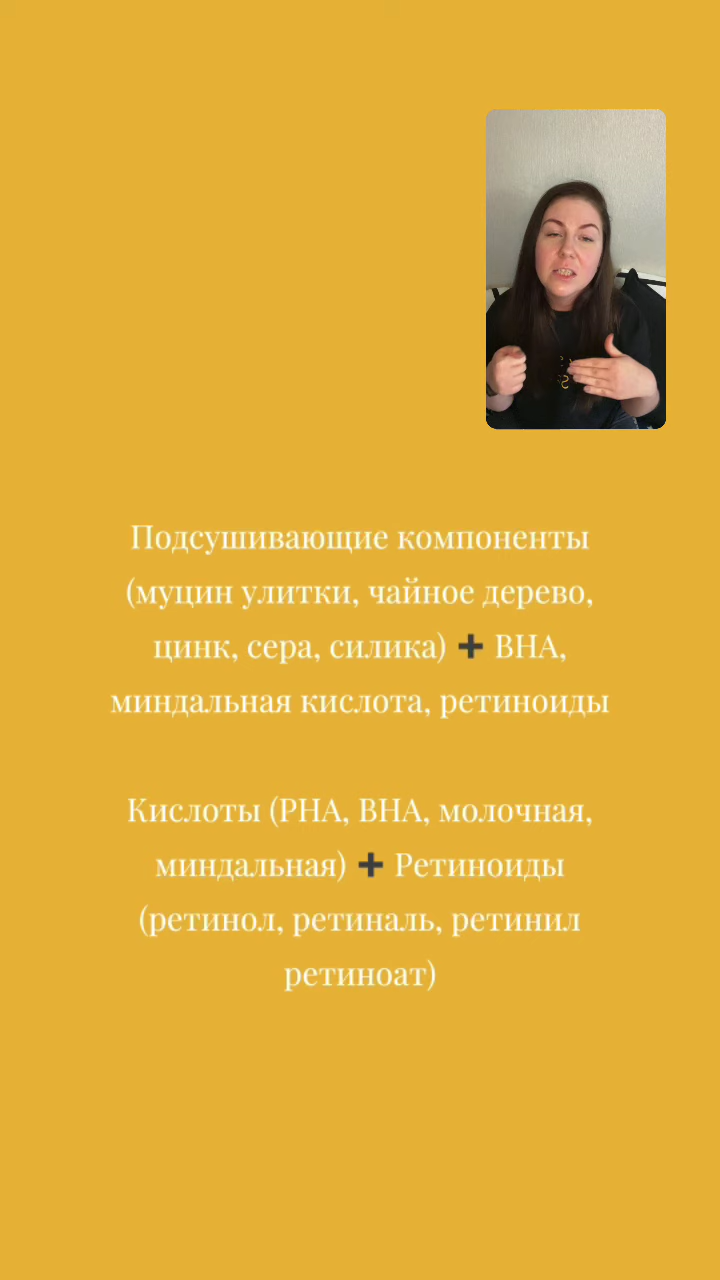 Подсушивающие компоненты
(муцин улитки, чайное дерево,
цинк, сера, силика) ➕ BHA,
миндальная кислота, ретиноиды
Кислоты (PHA, BHA, молочная,
миндальная) ➕ Ретиноиды
(ретинол, ретиналь, ретинил
ретиноат)